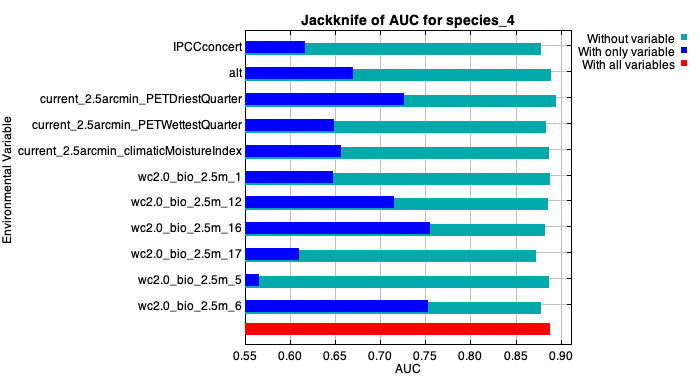 Jackknife of AUC for species_4
Without variable
With only variable
With all variables
Environmental Variable
IPCCconcert
alt
current_2.5arcmin_PETDriestQuarter
current_2.5arcmin_PETWettestQuarter
current_2.5arcmin_climaticMoistureIndex
wc2.0_bio_2.5m_1
wc2.0_bio_2.5m_12
wc2.0_bio_2.5m_16
wc2.0_bio_2.5m_17
wc2.0_bio_2.5m_5
wc2.0_bio_2.5m_6
0.55 0.60 0.65 0.70 0.75 0.80 0.85 0.90
AUC